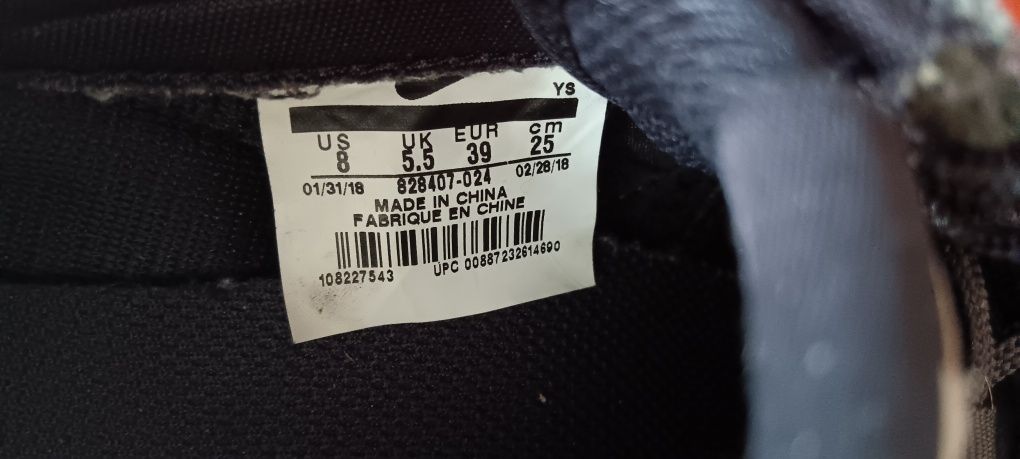 YS
US UK EUR cm
8 5.5 39 25
01/31/18 828407-024 02/28/18
MADE IN CHINA
FABRIQUE EN CHINE
108227543 UPC 00887232614690